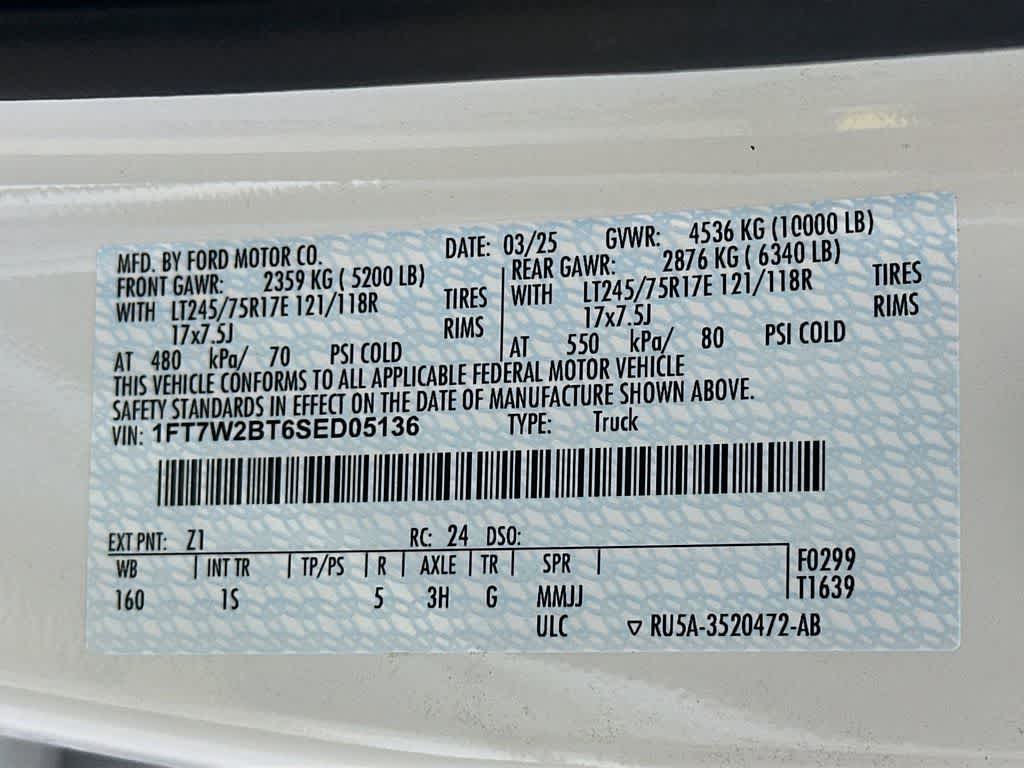 MFD. BY FORD MOTOR CO. DATE: 03/25 GVWR: 4536 KG (10000 LB)
FRONT GAWR: 2359 KG ( 5200 LB) REAR GAWR: 2876 KG ( 6340 LB)
WITH LT245/75R17E 121/118R TIRES WITH LT245/75R17E 121/118R TIRES
17x7.5J RIMS 17x7.5J RIMS
AT 480 kPa/ 70 PSI COLD AT 550 kPa/ 80 PSI COLD
THIS VEHICLE CONFORMS TO ALL APPLICABLE FEDERAL MOTOR VEHICLE
SAFETY STANDARDS IN EFFECT ON THE DATE OF MANUFACTURE SHOWN ABOVE.
VIN: 1FT7W2BT6SED05136 TYPE: Truck
EXT PNT: Z1 RC: 24 DSO:
WB INT TR TP/PS R AXLE TR SPR F0299
160 1S 5 3H G MMJJ T1639
ULC ▽ RU5A-3520472-AB